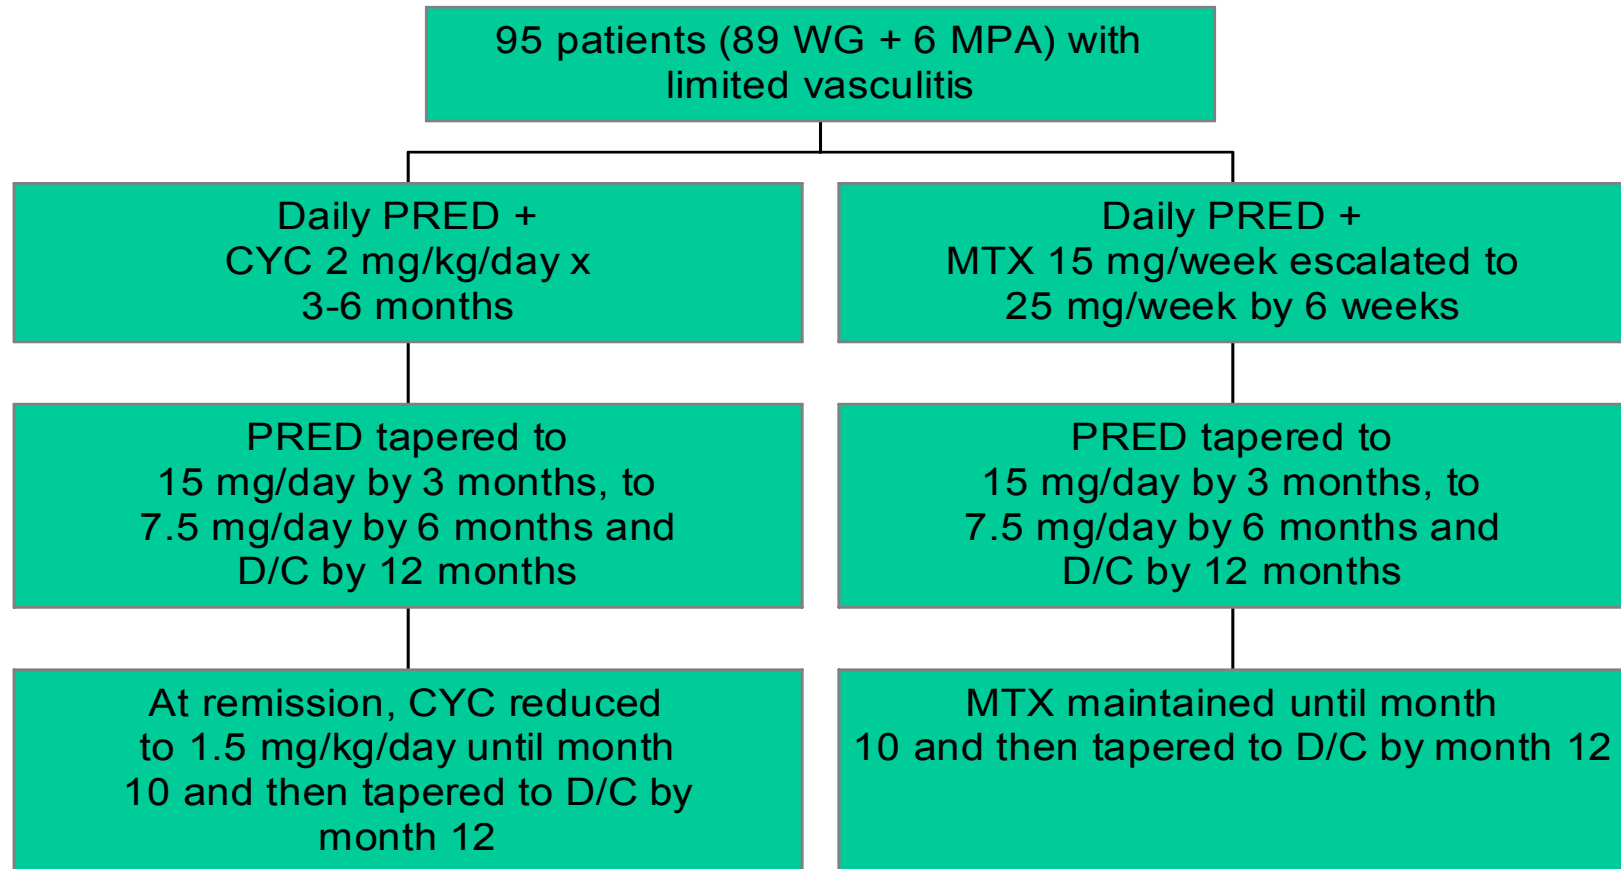 95 patients (89 WG + 6 MPA) with
limited vasculitis
Daily PRED +
CYC 2 mg/kg/day x
3-6 months
Daily PRED +
MTX 15 mg/week escalated to
25 mg/week by 6 weeks
PRED tapered to
15 mg/day by 3 months, to
7.5 mg/day by 6 months and
D/C by 12 months
PRED tapered to
15 mg/day by 3 months, to
7.5 mg/day by 6 months and
D/C by 12 months
At remission, CYC reduced
to 1.5 mg/kg/day until month
10 and then tapered to D/C by
month 12
MTX maintained until month
10 and then tapered to D/C by month 12